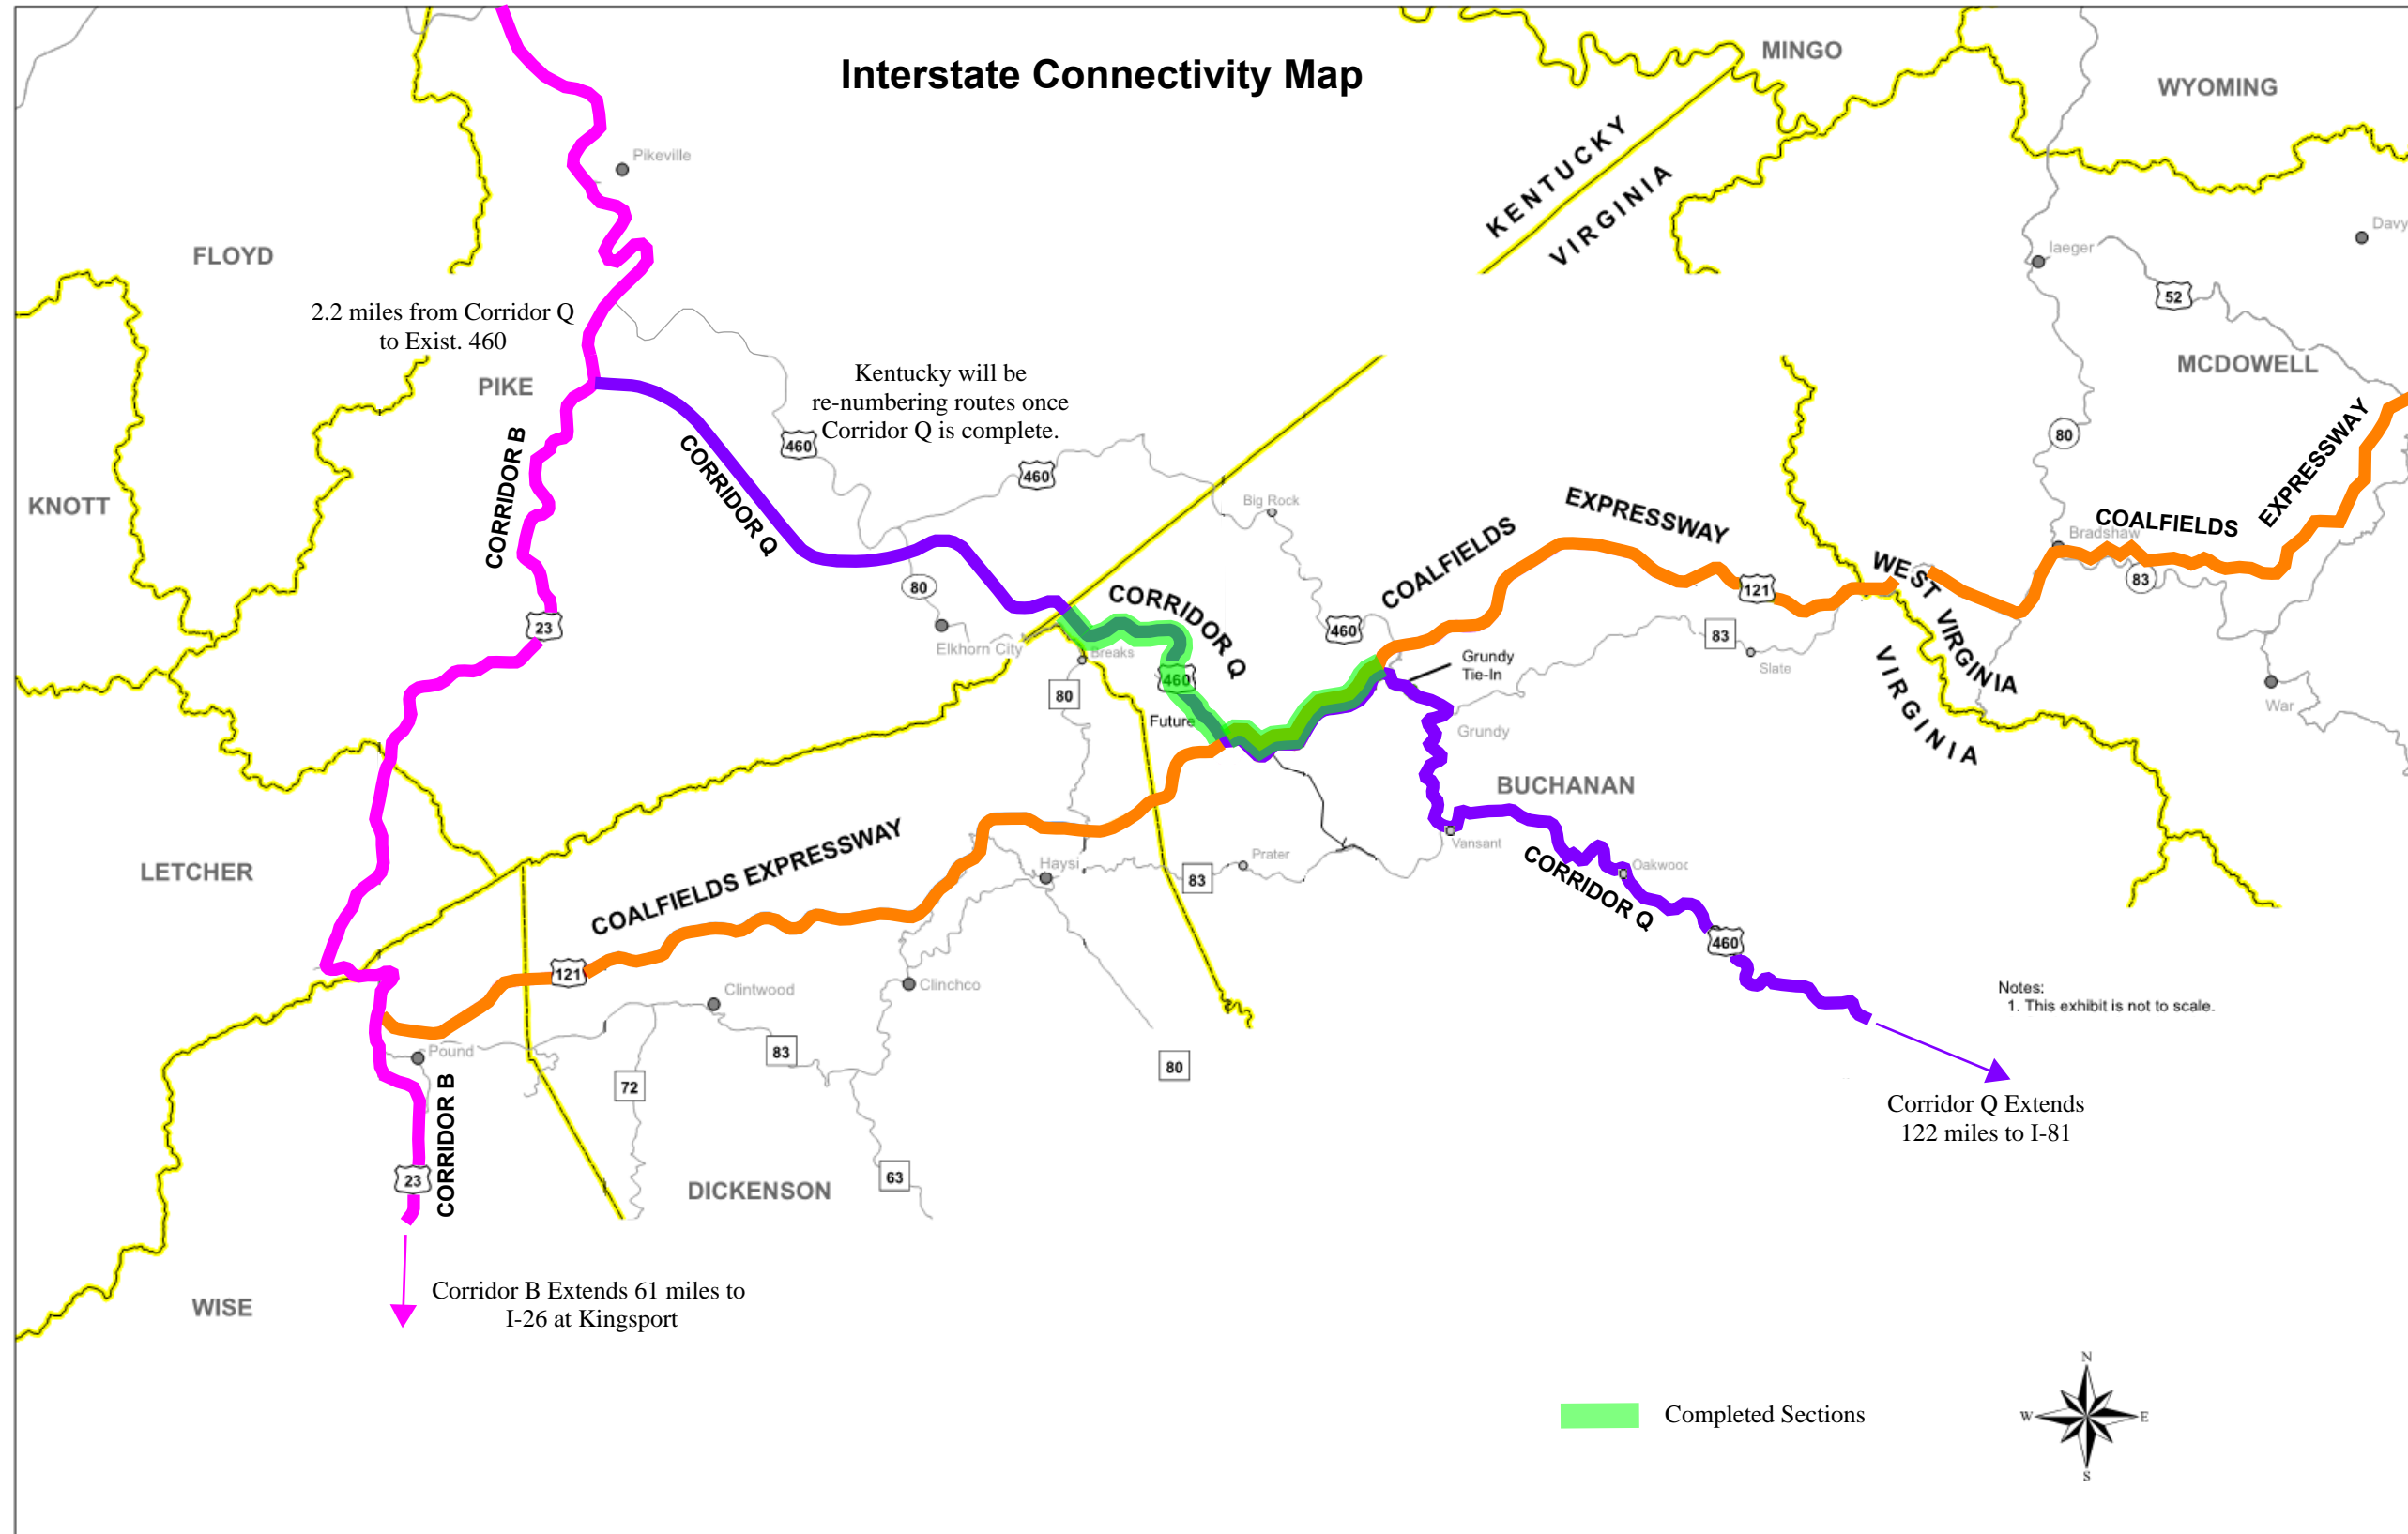 Interstate Connectivity Map
MINGO
WYOMING
KENTUCKY
VIRGINIA
Pikeville
Davy
Iaeger
FLOYD
52
2.2 miles from Corridor Q
to Exist. 460
PIKE
Kentucky will be
re-numbering routes once
Corridor Q is complete.
MCDOWELL
CORRIDOR B
CORRIDOR Q
460
460
80
EXPRESSWAY
KNOTT
Big Rock
COALFIELDS
EXPRESSWAY
COALFIELDS
Bradshaw
83
80
CORRIDOR Q
121
WEST VIRGINIA
VIRGINIA
23
Elkhorn City
Breaks
460
83
Slate
Grundy
Tie-In
460
80
Future
War
Grundy
BUCHANAN
LETCHER
COALFIELDS EXPRESSWAY
Haysi
83
Prater
Vansant
Oakwood
CORRIDOR Q
460
121
Clintwood
Clinchco
Notes:
1. This exhibit is not to scale.
Pound
83
72
80
CORRIDOR B
23
63
DICKENSON
Corridor Q Extends
122 miles to I-81
WISE
Corridor B Extends 61 miles to
I-26 at Kingsport
Completed Sections
N
W
E
S